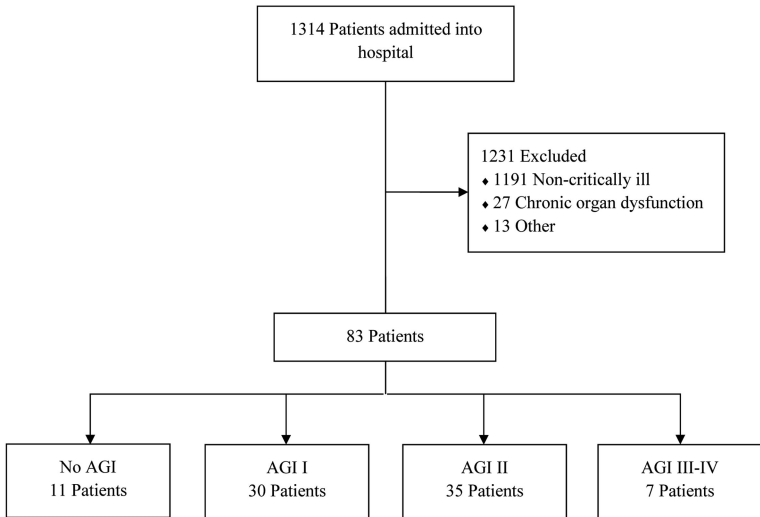 1314 Patients admitted into
hospital
1231 Excluded
♦ 1191 Non-critically ill
♦ 27 Chronic organ dysfunction
♦ 13 Other
83 Patients
No AGI
11 Patients
AGI I
30 Patients
AGI II
35 Patients
AGI III-IV
7 Patients